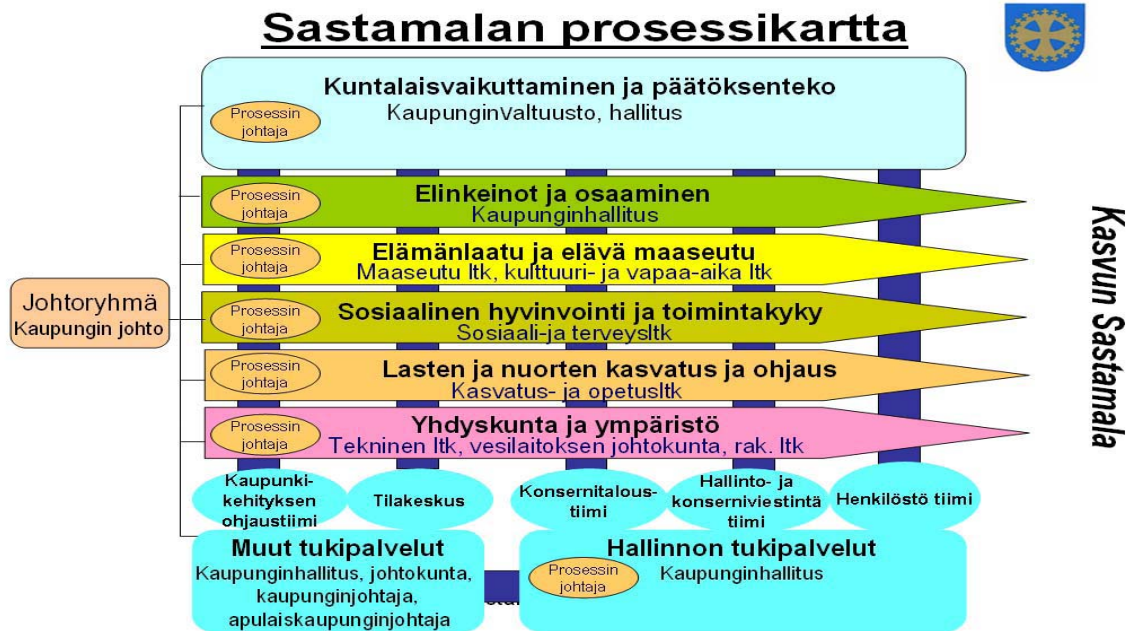 Sastamalan prosessikartta
Kuntalaisvaikuttaminen ja päätöksenteko
Prosessin
johtaja
Kaupunginvaltuusto, hallitus
Prosessin
johtaja
Elinkeinot ja osaaminen
Kaupunginhallitus
Prosessin
johtaja
Elämänlaatu ja elävä maaseutu
Maaseutu ltk, kulttuuri- ja vapaa-aika ltk
Johtoryhmä
Kaupungin johto
Prosessin
johtaja
Sosiaalinen hyvinvointi ja toimintakyky
Sosiaali-ja terveysltk
Prosessin
johtaja
Lasten ja nuorten kasvatus ja ohjaus
Kasvatus- ja opetusltk
Prosessin
johtaja
Yhdyskunta ja ympäristö
Tekninen ltk, vesilaitoksen johtokunta, rak. ltk
Kasvun Sastamala
Kaupunki-
kehityksen
ohjaustiimi
Tilakeskus
Konsernitalous-
tiimi
Hallinto- ja
konserniviestintä
tiimi
Henkilöstö tiimi
Muut tukipalvelut
Kaupunginhallitus, johtokunta,
kaupunginjohtaja,
apulaiskaupunginjohtaja
Hallinnon tukipalvelut
Prosessin
johtaja
Kaupunginhallitus